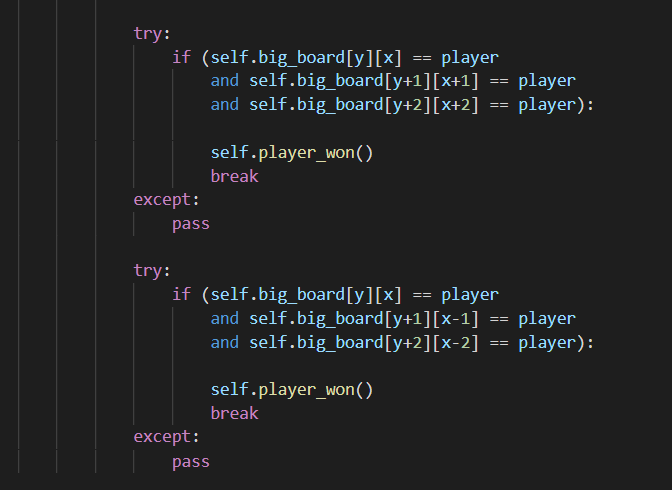 try:
if (self.big_board[y][x] == player
and self.big_board[y+1][x+1] == player
and self.big_board[y+2][x+2] == player):
self.player_won()
break
except:
pass
try:
if (self.big_board[y][x] == player
and self.big_board[y+1][x-1] == player
and self.big_board[y+2][x-2] == player):
self.player_won()
break
except:
pass